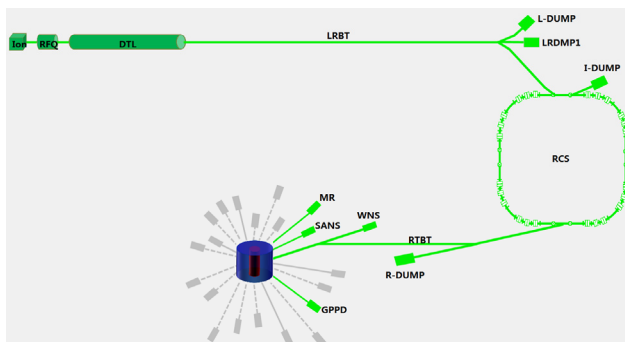 L-DUMP
LRBT
Ion RFQ DTL
LRDMP1
I-DUMP
RCS
MR
WNS
SANS
RTBT
R-DUMP
GPPD